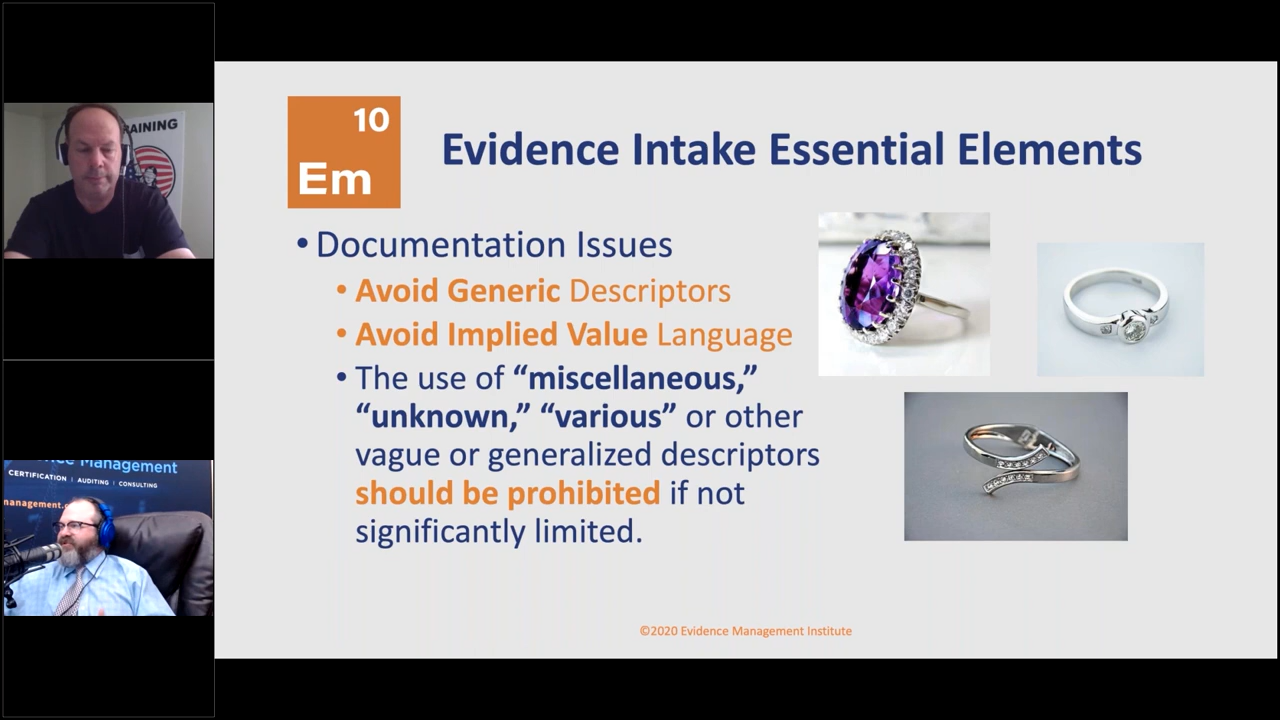 RAINING
ence Management
CERTIFICATION | AUDITING | CONSULTING
management.c
10
Em
Evidence Intake Essential Elements
• Documentation Issues
• Avoid Generic Descriptors
• Avoid Implied Value Language
• The use of “miscellaneous,”
“unknown,” “various” or other
vague or generalized descriptors
should be prohibited if not
significantly limited.
©2020 Evidence Management Institute